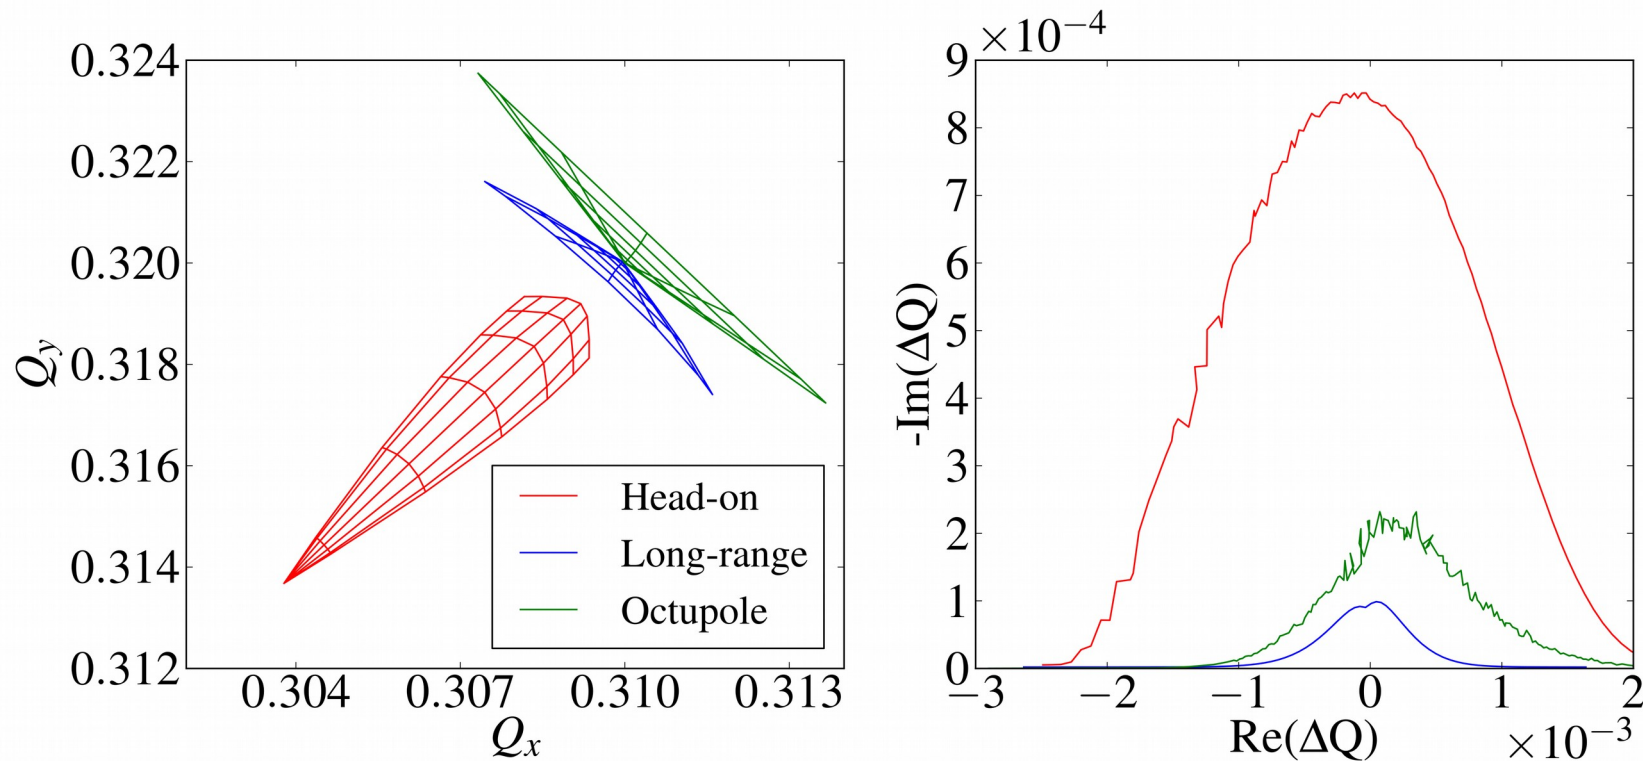 0.324
0.322
0.320
0.318
0.316
0.314
0.312
Qy
0.304 0.307 0.310 0.313
Qx
Head-on
Long-range
Octupole
×10−4
9
8
7
6
5
4
3
2
1
0
-Im(ΔQ)
−3 −2 −1 0 1 2
Re(ΔQ)
×10−3